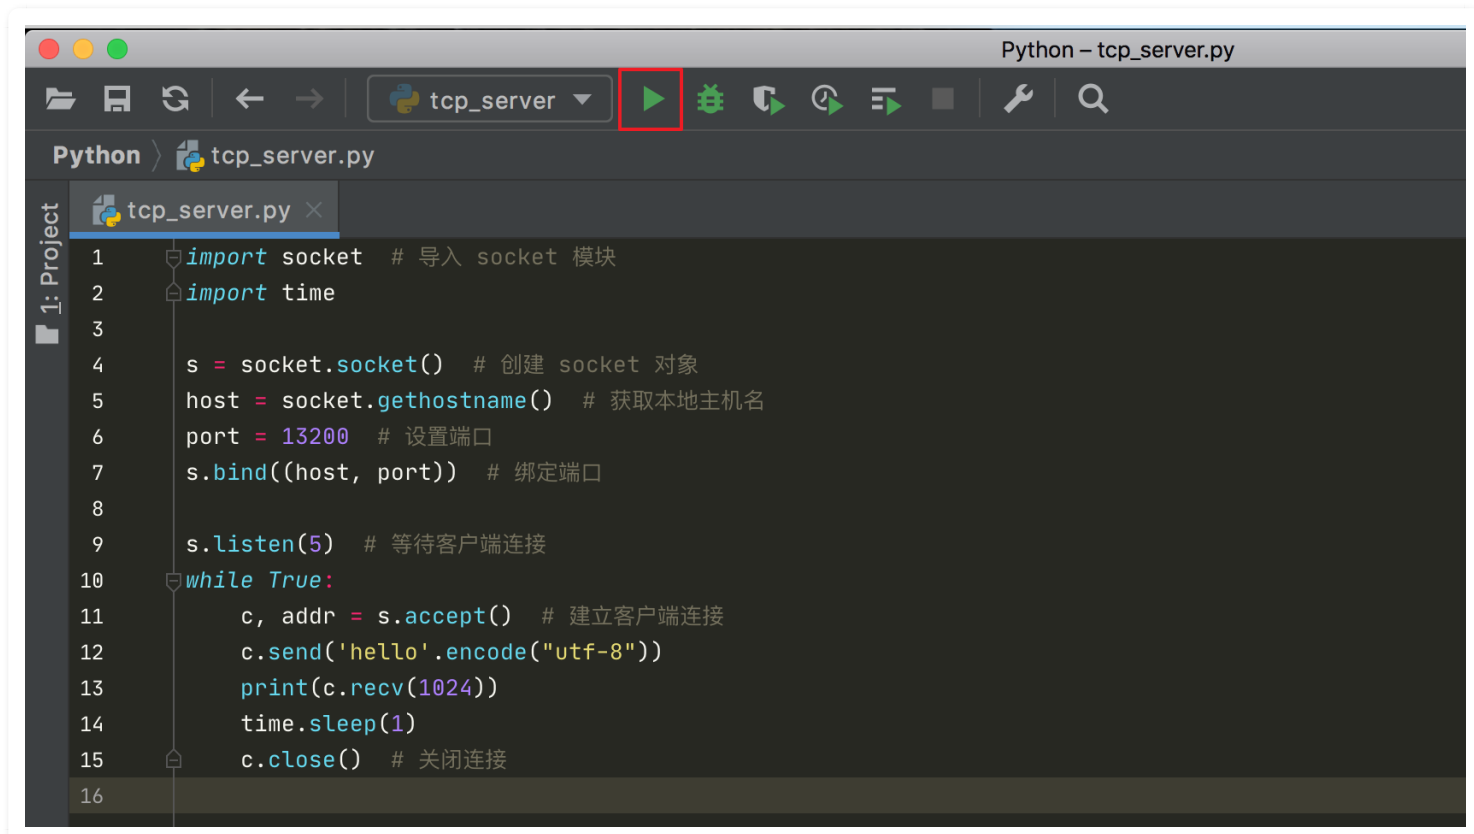 Python – tcp_server.py
tcp_server
Python
tcp_server.py
tcp_server.py
1: Project
1 import socket  # 导入 socket 模块
2 import time
3
4 s = socket.socket()  # 创建 socket 对象
5 host = socket.gethostname()  # 获取本地主机名
6 port = 13200  # 设置端口
7 s.bind((host, port))  # 绑定端口
8
9 s.listen(5)  # 等待客户端连接
10 while True:
11     c, addr = s.accept()  # 建立客户端连接
12     c.send('hello'.encode("utf-8"))
13     print(c.recv(1024))
14     time.sleep(1)
15     c.close()  # 关闭连接
16